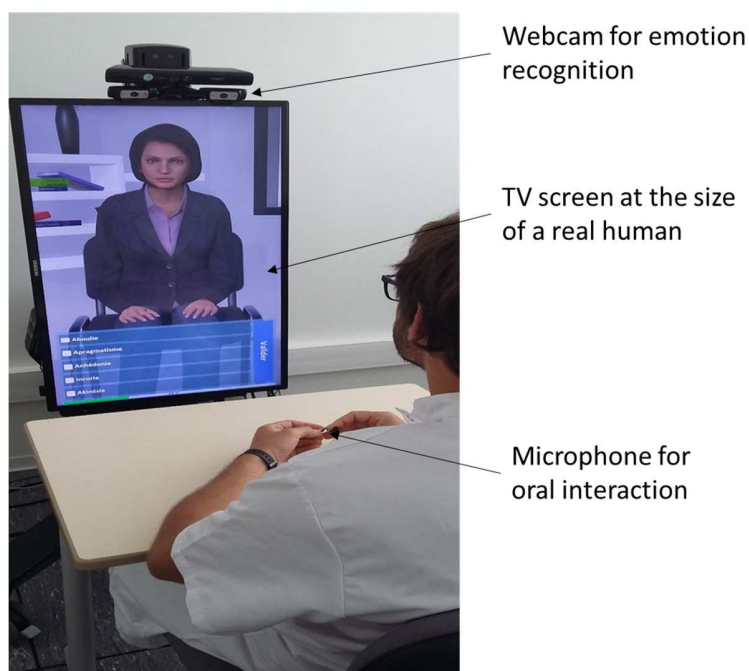 Webcam for emotion
recognition
TV screen at the size
of a real human
Aboulie
Apragmatisme
Anhédonie
Incurie
Akinésie
Valider
Microphone for
oral interaction